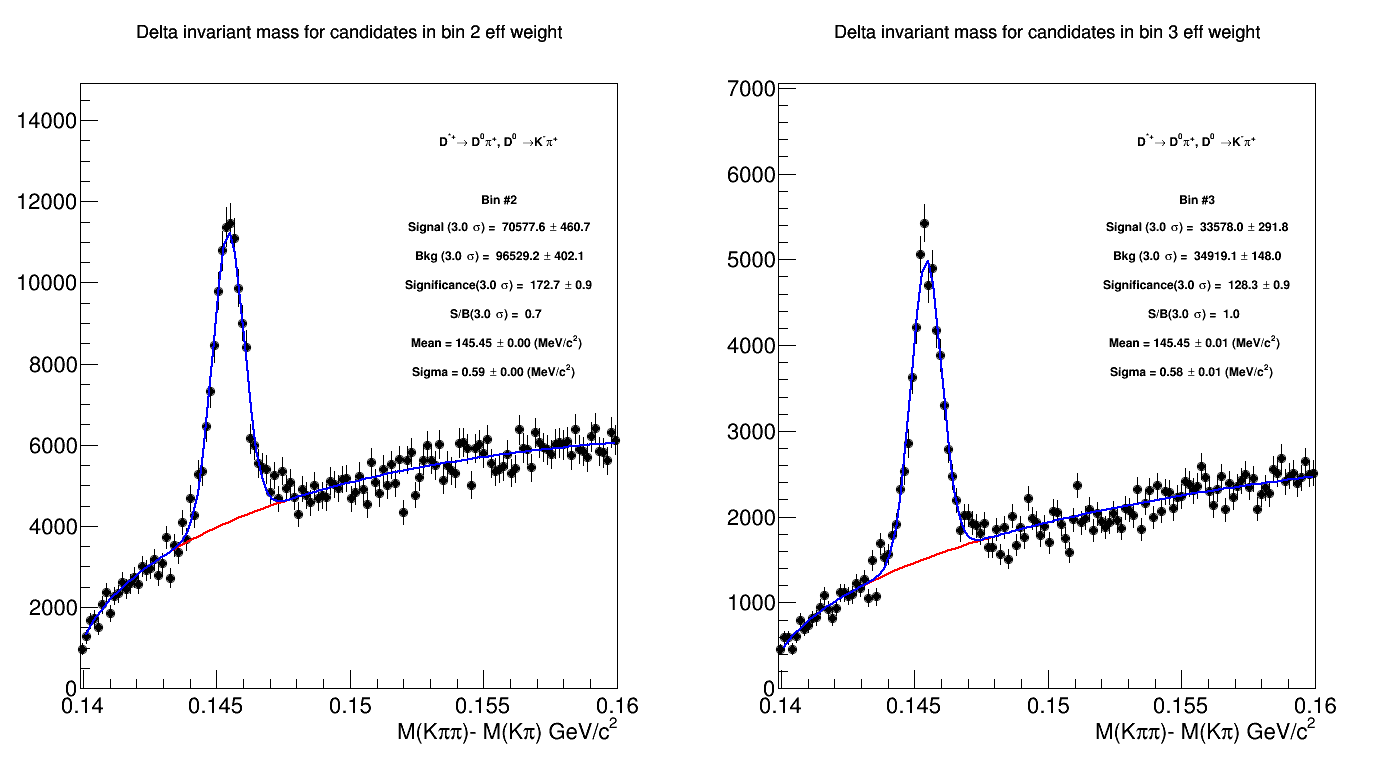 Delta invariant mass for candidates in bin 2 eff weight
14000
12000
10000
8000
6000
4000
2000
0
D*+→ D0π+, D0 →K-π+
Bin #2
Signal (3.0 σ) = 70577.6 ± 460.7
Bkg (3.0 σ) = 96529.2 ± 402.1
Significance(3.0 σ) = 172.7 ± 0.9
S/B(3.0 σ) = 0.7
Mean = 145.45 ± 0.00 (MeV/c2)
Sigma = 0.59 ± 0.00 (MeV/c2)
0.14 0.145 0.15 0.155 0.16
M(Kππ)- M(Kπ) GeV/c2
Delta invariant mass for candidates in bin 3 eff weight
7000
6000
5000
4000
3000
2000
1000
0
D*+→ D0π+, D0 →K-π+
Bin #3
Signal (3.0 σ) = 33578.0 ± 291.8
Bkg (3.0 σ) = 34919.1 ± 148.0
Significance(3.0 σ) = 128.3 ± 0.9
S/B(3.0 σ) = 1.0
Mean = 145.45 ± 0.01 (MeV/c2)
Sigma = 0.58 ± 0.01 (MeV/c2)
0.14 0.145 0.15 0.155 0.16
M(Kππ)- M(Kπ) GeV/c2